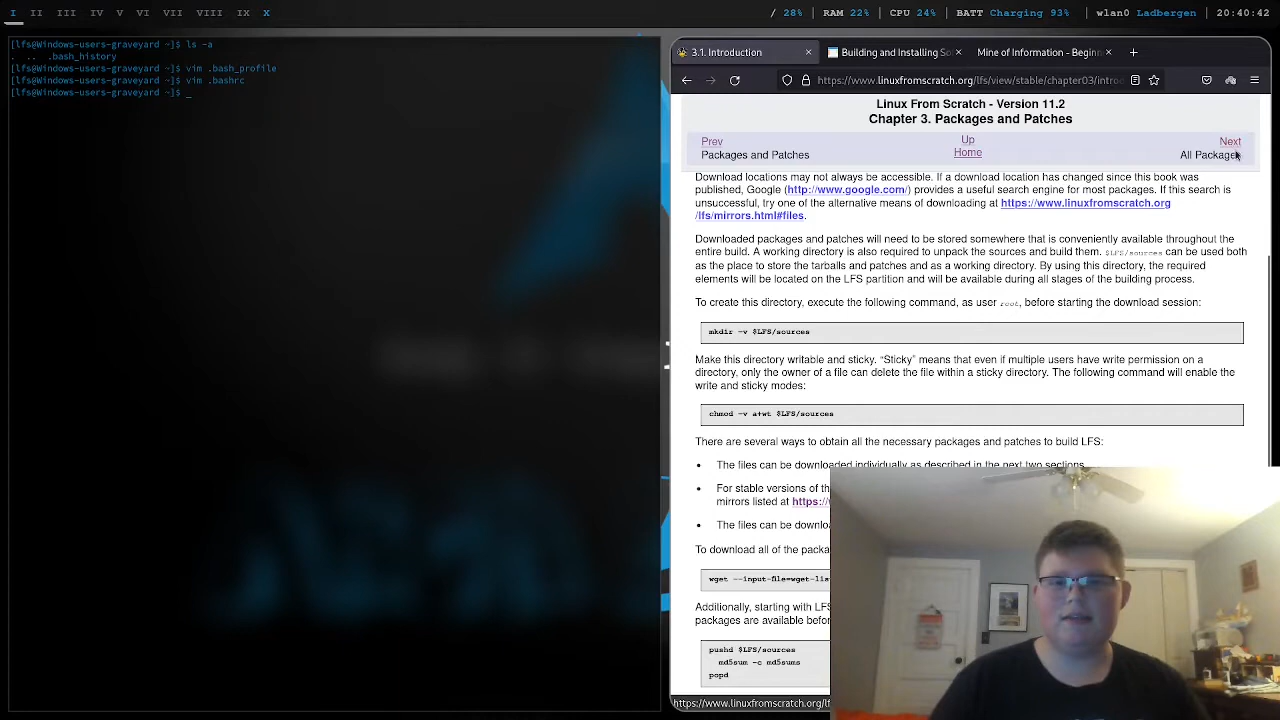 I II III IV V VI VII VIII IX X / 28% | RAM 22% | CPU 24% | BATT Charging 93% | wlan0 Ladbergen | 20:40:42
[lfs@Windows-users-graveyard ~]$ ls -a
. .. .bash_history
[lfs@Windows-users-graveyard ~]$ vim .bash_profile
[lfs@Windows-users-graveyard ~]$ vim .bashrc
[lfs@Windows-users-graveyard ~]$ _
3.1. Introduction × Building and Installing So × Mine of Information - Beginn × +
https://www.linuxfromscratch.org/lfs/view/stable/chapter03/intro
Linux From Scratch - Version 11.2
Chapter 3. Packages and Patches
Prev Up Next
Packages and Patches Home All Packages
Download locations may not always be accessible. If a download location has changed since this book was
published, Google (http://www.google.com/) provides a useful search engine for most packages. If this search is
unsuccessful, try one of the alternative means of downloading at https://www.linuxfromscratch.org
/lfs/mirrors.html#files.
Downloaded packages and patches will need to be stored somewhere that is conveniently available throughout the
entire build. A working directory is also required to unpack the sources and build them. $LFS/sources can be used both
as the place to store the tarballs and patches and as a working directory. By using this directory, the required
elements will be located on the LFS partition and will be available during all stages of the building process.
To create this directory, execute the following command, as user root, before starting the download session:
mkdir -v $LFS/sources
Make this directory writable and sticky. “Sticky” means that even if multiple users have write permission on a
directory, only the owner of a file can delete the file within a sticky directory. The following command will enable the
write and sticky modes:
chmod -v a+wt $LFS/sources
There are several ways to obtain all the necessary packages and patches to build LFS:
• The files can be downloaded individually as described in the next two sections.
• For stable versions of th
mirrors listed at https://
• The files can be downloa
To download all of the packa
wget --input-file=wget-lis
Additionally, starting with LFS
packages are available befor
pushd $LFS/sources
md5sum -c md5sums
popd
https://www.linuxfromscratch.org/lf